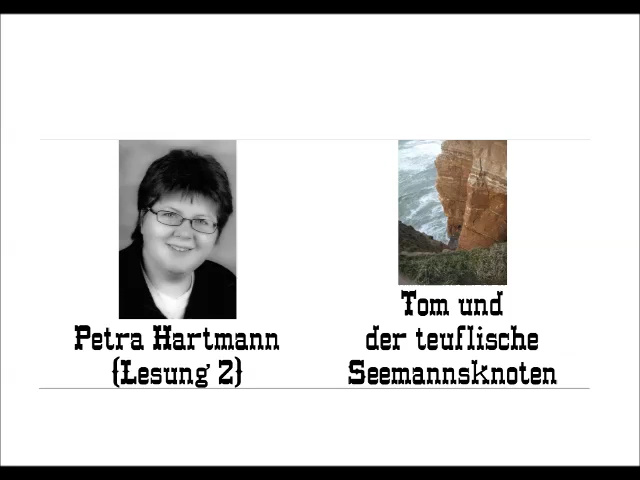 Petra Hartmann
(Lesung 2)
Tom und
der teuflische
Seemannsknoten